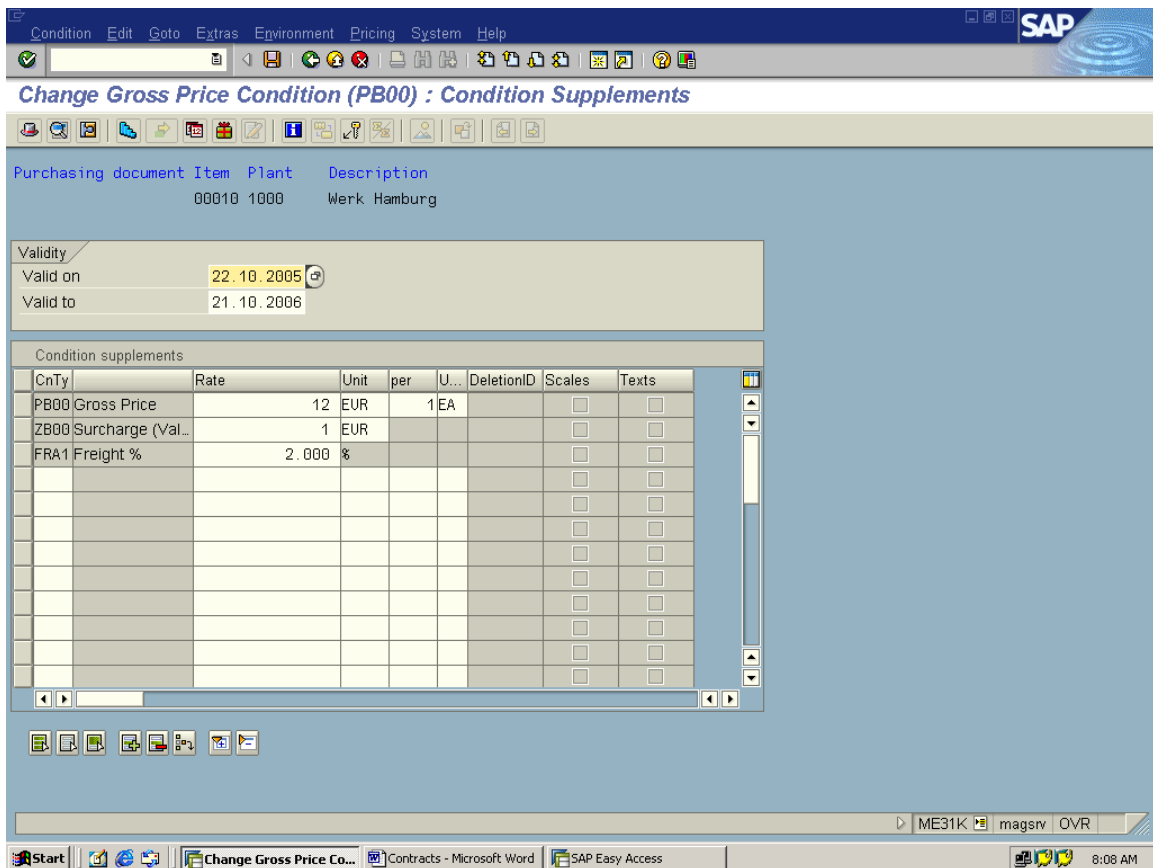 Condition Edit Goto Extras Environment Pricing System Help
SAP
Change Gross Price Condition (PB00) : Condition Supplements
Purchasing document Item Plant Description
00010 1000 Werk Hamburg
Validity
Valid on 22.10.2005
Valid to 21.10.2006
Condition supplements
CnTy Rate Unit per U... DeletionID Scales Texts
PB00 Gross Price 12 EUR 1 EA
ZB00 Surcharge (Val... 1 EUR
FRA1 Freight % 2.000 %
ME31K magsrv OVR
Start Change Gross Price Co... Contracts - Microsoft Word SAP Easy Access 8:08 AM